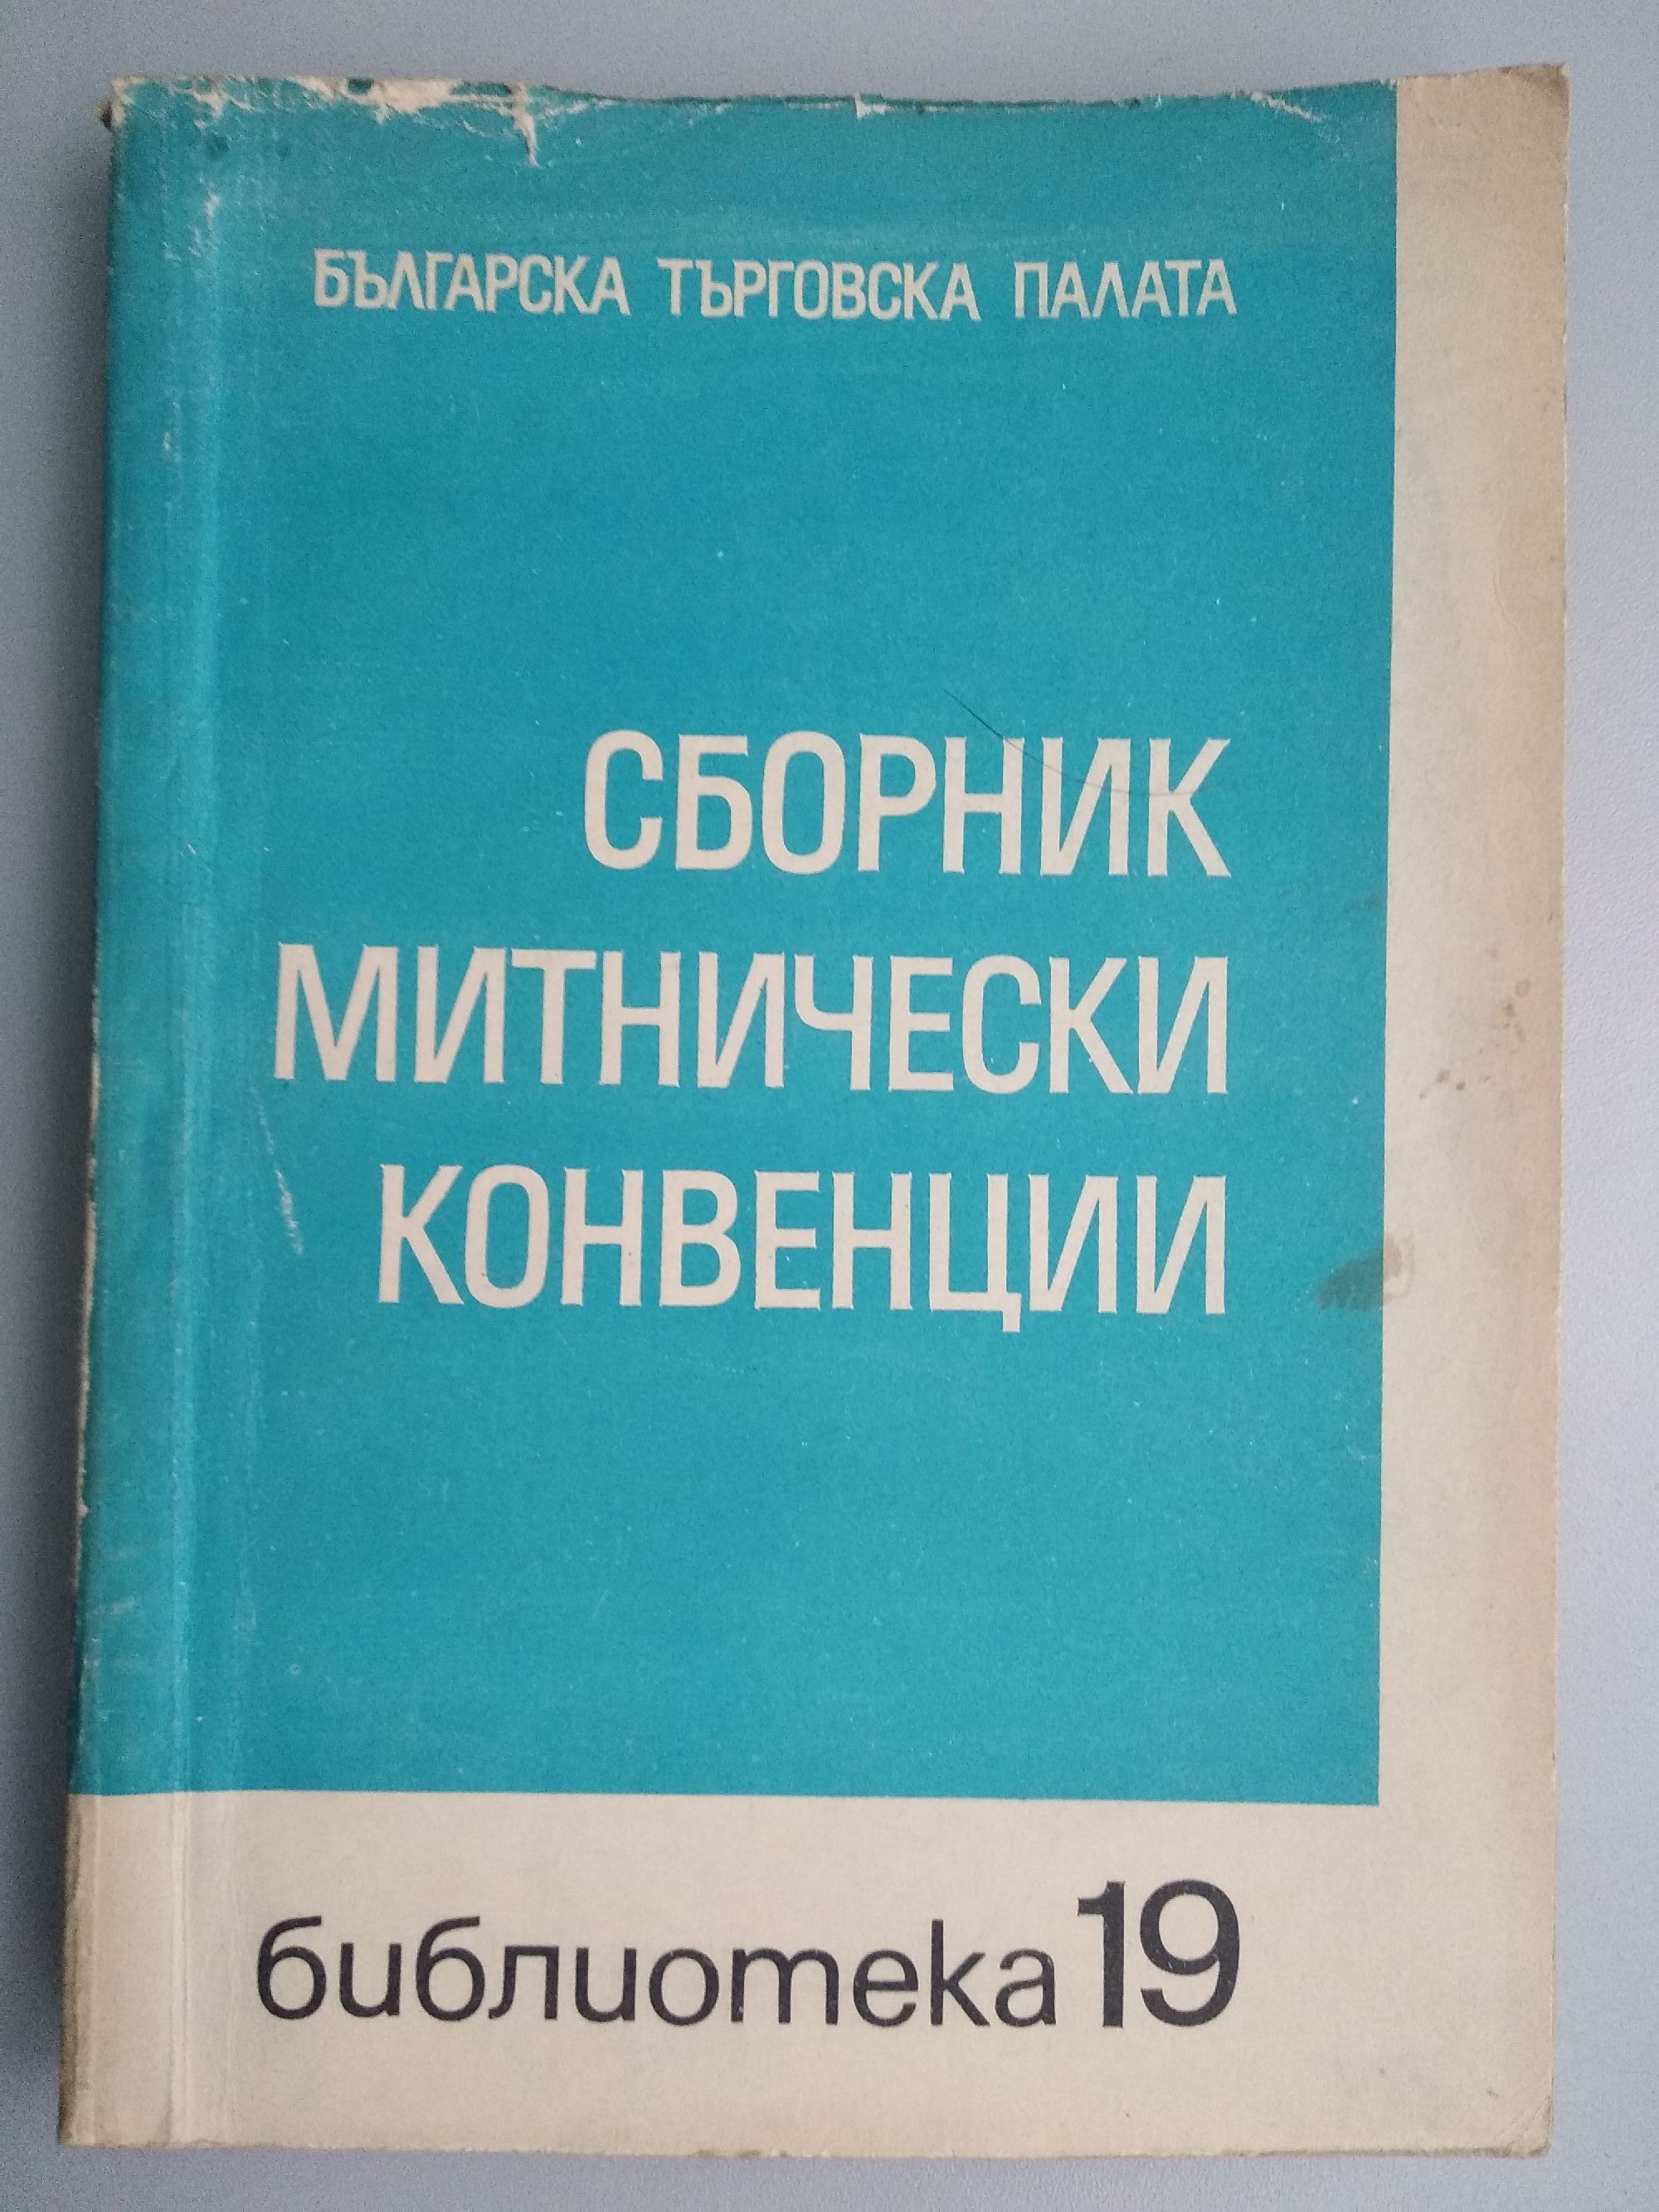 БЪЛГАРСКА ТЪРГОВСКА ПАЛАТА
СБОРНИК
МИТНИЧЕСКИ
КОНВЕНЦИИ
библиотека 19